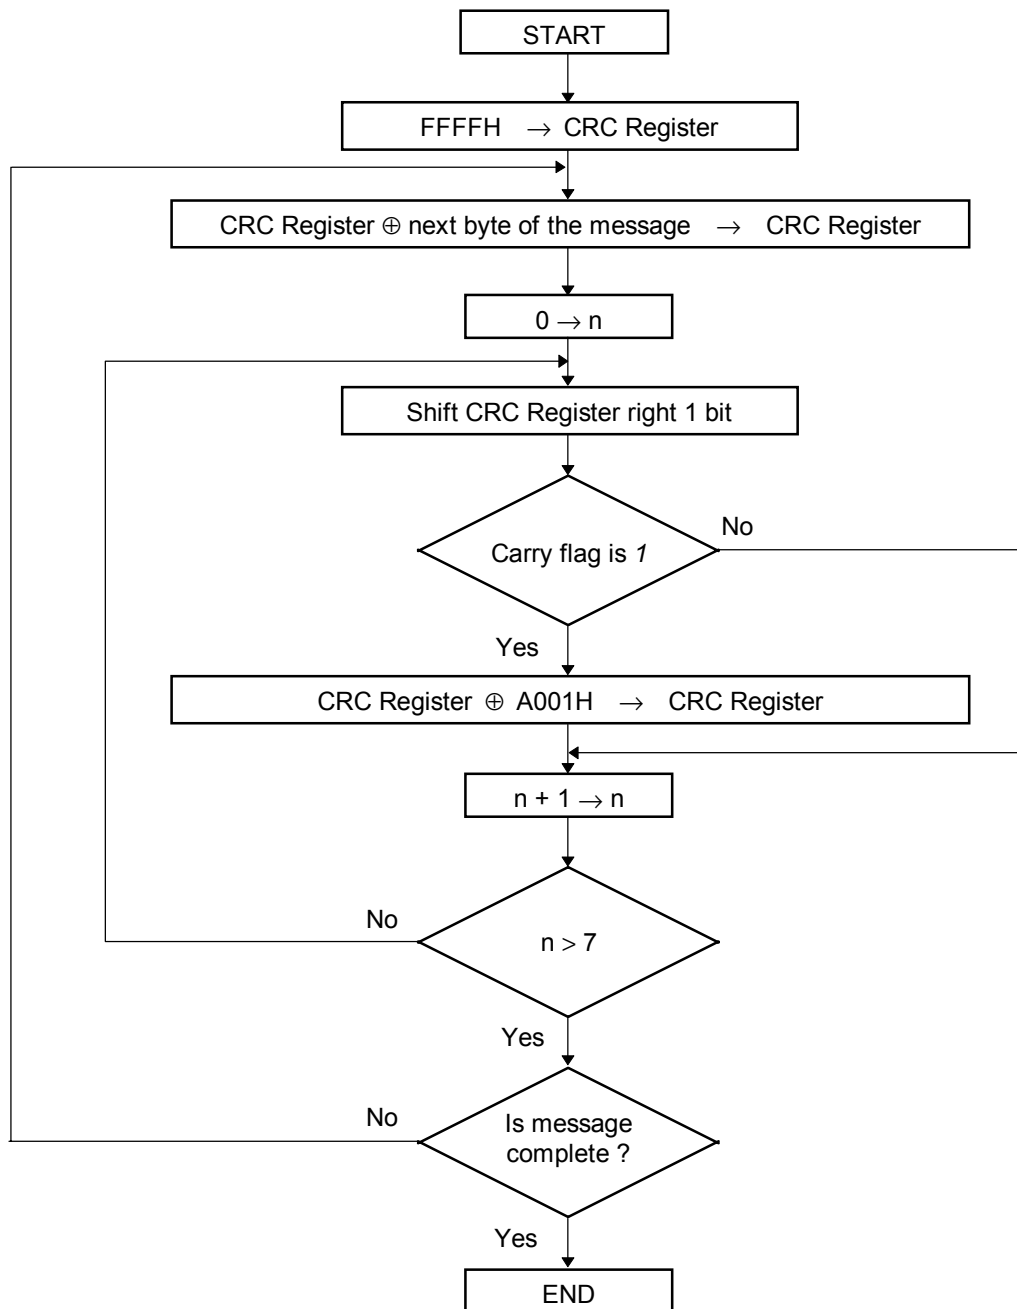 START
FFFFH → CRC Register
CRC Register ⊕ next byte of the message → CRC Register
0 → n
Shift CRC Register right 1 bit
No
Carry flag is 1
Yes
CRC Register ⊕ A001H → CRC Register
n + 1 → n
No
n > 7
Yes
No
Is message
complete ?
Yes
END